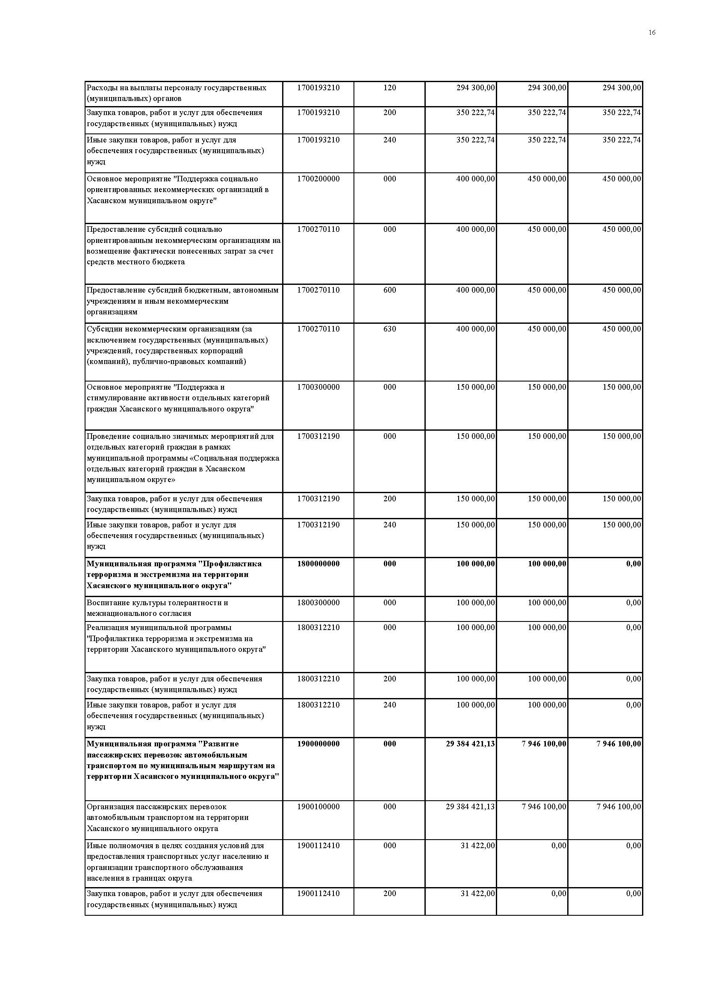 16
Расходы на выплаты персоналу государственных 1700193210 120 294 300,00 294 300,00 294 300,00
(муниципальных) органов
Закупка товаров, работ и услуг для обеспечения 1700193210 200 350 222,74 350 222,74 350 222,74
государственных (муниципальных) нужд
Иные закупки товаров, работ и услуг для 1700193210 240 350 222,74 350 222,74 350 222,74
обеспечения государственных (муниципальных)
нужд
Основное мероприятие "Поддержка социально 1700200000 000 400 000,00 450 000,00 450 000,00
ориентированных некоммерческих организаций в
Хасанском муниципальном округе"
Предоставление субсидий социально 1700270110 000 400 000,00 450 000,00 450 000,00
ориентированным некоммерческим организациям на
возмещение фактически понесенных затрат за счет
средств местного бюджета
Предоставление субсидий бюджетным, автономным 1700270110 600 400 000,00 450 000,00 450 000,00
учреждениям и иным некоммерческим
организациям
Субсидии некоммерческим организациям (за 1700270110 630 400 000,00 450 000,00 450 000,00
исключением государственных (муниципальных)
учреждений, государственных корпораций
(компаний), публично-правовых компаний)
Основное мероприятие "Поддержка и 1700300000 000 150 000,00 150 000,00 150 000,00
стимулирование активности отдельных категорий
граждан Хасанского муниципального округа"
Проведение социально значимых мероприятий для 1700312190 000 150 000,00 150 000,00 150 000,00
отдельных категорий граждан в рамках
муниципальной программы «Социальная поддержка
отдельных категорий граждан в Хасанском
муниципальном округе»
Закупка товаров, работ и услуг для обеспечения 1700312190 200 150 000,00 150 000,00 150 000,00
государственных (муниципальных) нужд
Иные закупки товаров, работ и услуг для 1700312190 240 150 000,00 150 000,00 150 000,00
обеспечения государственных (муниципальных)
нужд
Муниципальная программа "Профилактика 1800000000 000 100 000,00 100 000,00 0,00
терроризма и экстремизма на территории
Хасанского муниципального округа"
Воспитание культуры толерантности и 1800300000 000 100 000,00 100 000,00 0,00
межнационального согласия
Реализация муниципальной программы 1800312210 000 100 000,00 100 000,00 0,00
"Профилактика терроризма и экстремизма на
территории Хасанского муниципального округа"
Закупка товаров, работ и услуг для обеспечения 1800312210 200 100 000,00 100 000,00 0,00
государственных (муниципальных) нужд
Иные закупки товаров, работ и услуг для 1800312210 240 100 000,00 100 000,00 0,00
обеспечения государственных (муниципальных)
нужд
Муниципальная программа "Развитие 1900000000 000 29 384 421,13 7 946 100,00 7 946 100,00
пассажирских перевозок автомобильным
транспортом по муниципальным маршрутам на
территории Хасанского муниципального округа"
Организация пассажирских перевозок 1900100000 000 29 384 421,13 7 946 100,00 7 946 100,00
автомобильным транспортом на территории
Хасанского муниципального округа
Иные полномочия в целях создания условий для 1900112410 000 31 422,00 0,00 0,00
предоставления транспортных услуг населению и
организации транспортного обслуживания
населения в границах округа
Закупка товаров, работ и услуг для обеспечения 1900112410 200 31 422,00 0,00 0,00
государственных (муниципальных) нужд